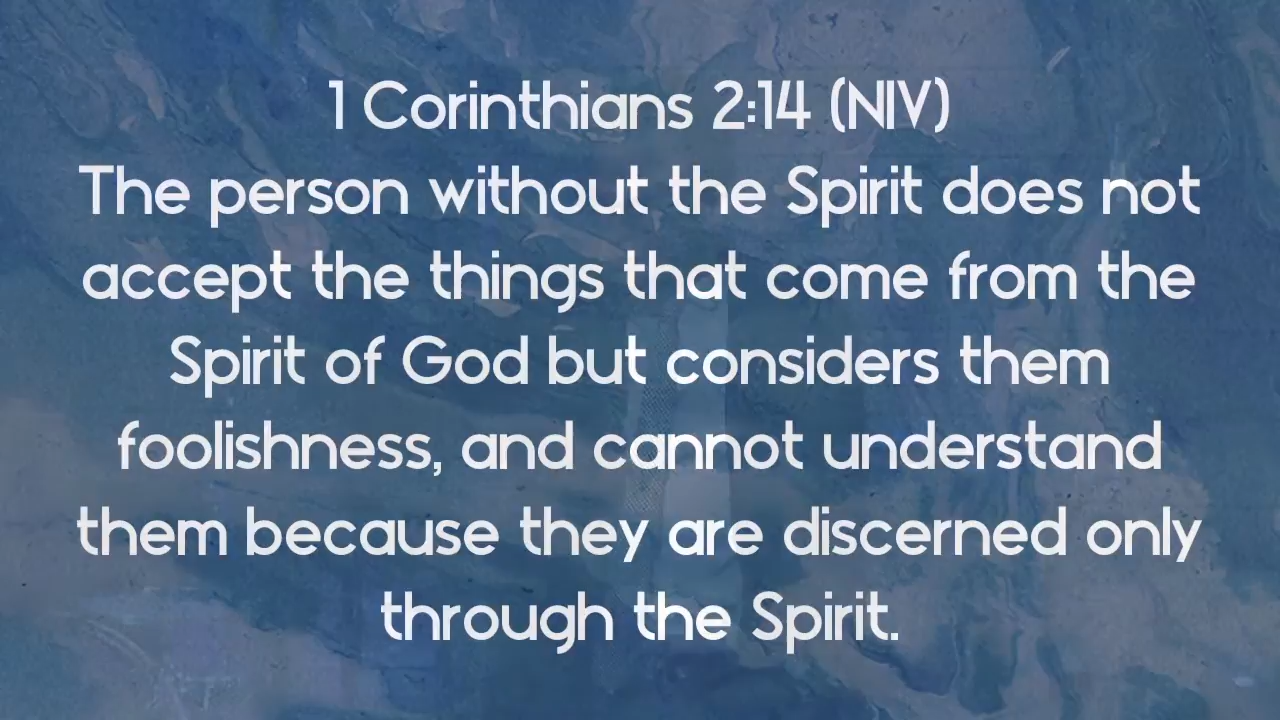 1 Corinthians 2:14 (NIV)
The person without the Spirit does not
accept the things that come from the
Spirit of God but considers them
foolishness, and cannot understand
them because they are discerned only
through the Spirit.